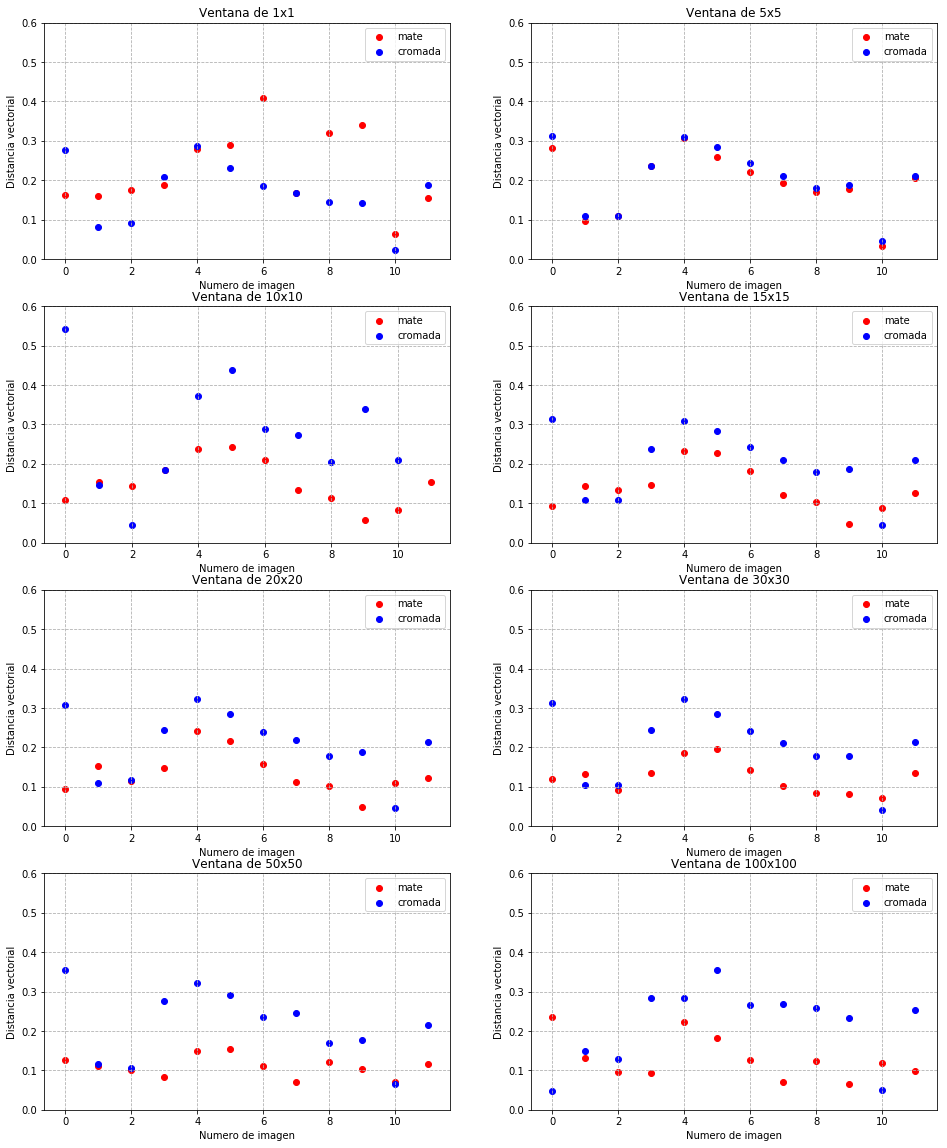 Ventana de 1x1
Distancia vectorial
0.6
0.5
0.4
0.3
0.2
0.1
0.0
mate
cromada
0 2 4 6 8 10
Numero de imagen
Ventana de 5x5
Distancia vectorial
0.6
0.5
0.4
0.3
0.2
0.1
0.0
mate
cromada
0 2 4 6 8 10
Numero de imagen
Ventana de 10x10
Distancia vectorial
0.6
0.5
0.4
0.3
0.2
0.1
0.0
mate
cromada
0 2 4 6 8 10
Numero de imagen
Ventana de 15x15
Distancia vectorial
0.6
0.5
0.4
0.3
0.2
0.1
0.0
mate
cromada
0 2 4 6 8 10
Numero de imagen
Ventana de 20x20
Distancia vectorial
0.6
0.5
0.4
0.3
0.2
0.1
0.0
mate
cromada
0 2 4 6 8 10
Numero de imagen
Ventana de 30x30
Distancia vectorial
0.6
0.5
0.4
0.3
0.2
0.1
0.0
mate
cromada
0 2 4 6 8 10
Numero de imagen
Ventana de 50x50
Distancia vectorial
0.6
0.5
0.4
0.3
0.2
0.1
0.0
mate
cromada
0 2 4 6 8 10
Numero de imagen
Ventana de 100x100
Distancia vectorial
0.6
0.5
0.4
0.3
0.2
0.1
0.0
mate
cromada
0 2 4 6 8 10
Numero de imagen